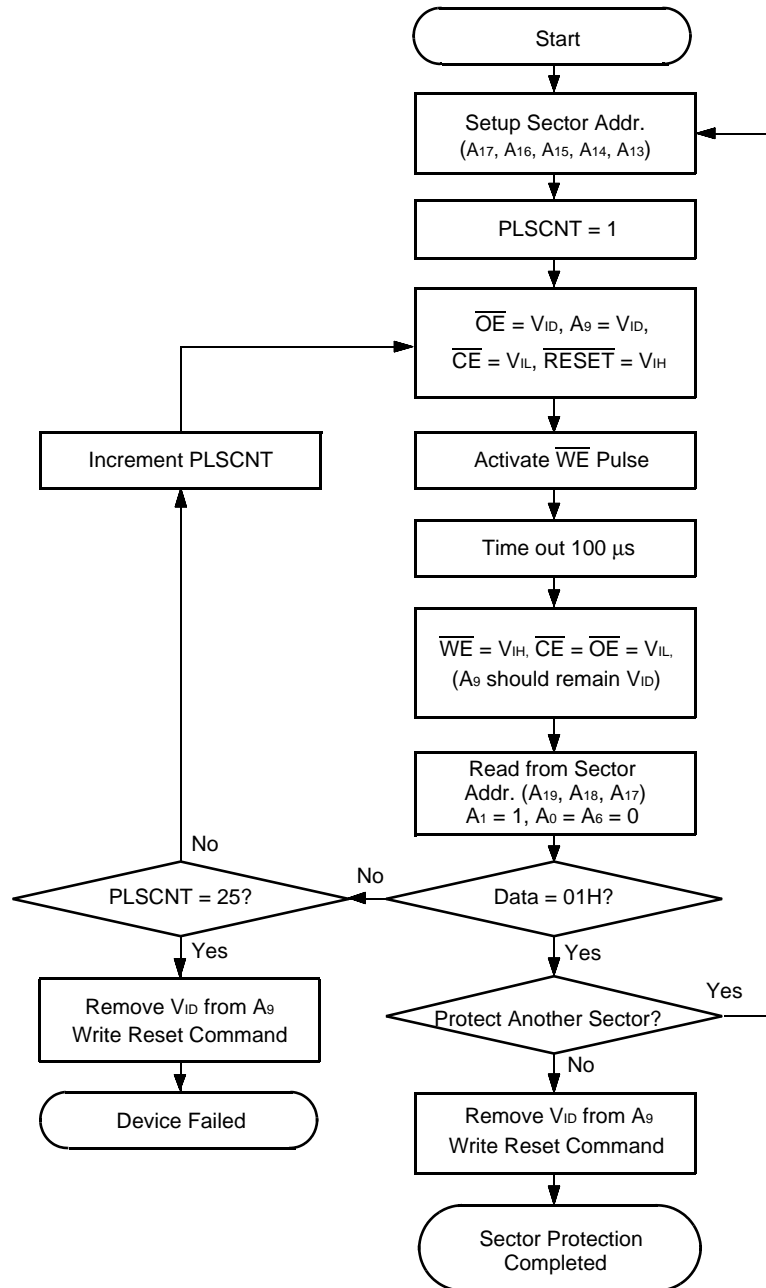 Start
Setup Sector Addr.
(A17, A16, A15, A14, A13)
PLSCNT = 1
OE = VID, A9 = VID,
CE = VIL, RESET = VIH
Increment PLSCNT
Activate WE Pulse
Time out 100 µs
WE = VIH, CE = OE = VIL,
(A9 should remain VID)
Read from Sector
Addr. (A19, A18, A17)
A1 = 1, A0 = A6 = 0
No
No
PLSCNT = 25?
Data = 01H?
Yes
Yes
Yes
Remove VID from A9
Write Reset Command
Protect Another Sector?
No
Device Failed
Remove VID from A9
Write Reset Command
Sector Protection
Completed